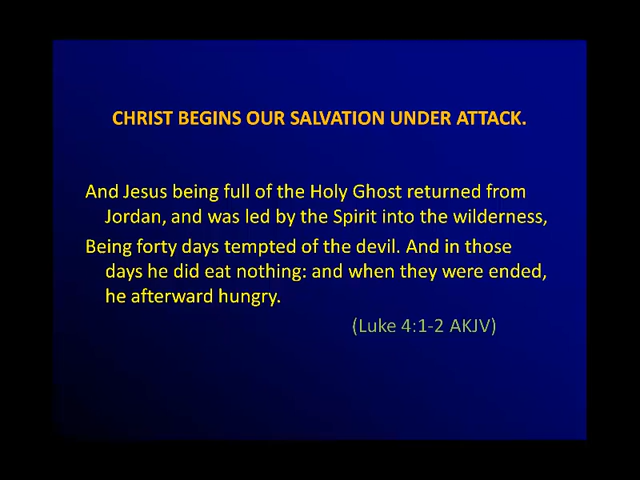 CHRIST BEGINS OUR SALVATION UNDER ATTACK.
And Jesus being full of the Holy Ghost returned from
Jordan, and was led by the Spirit into the wilderness,
Being forty days tempted of the devil. And in those
days he did eat nothing: and when they were ended,
he afterward hungry.
(Luke 4:1-2 AKJV)